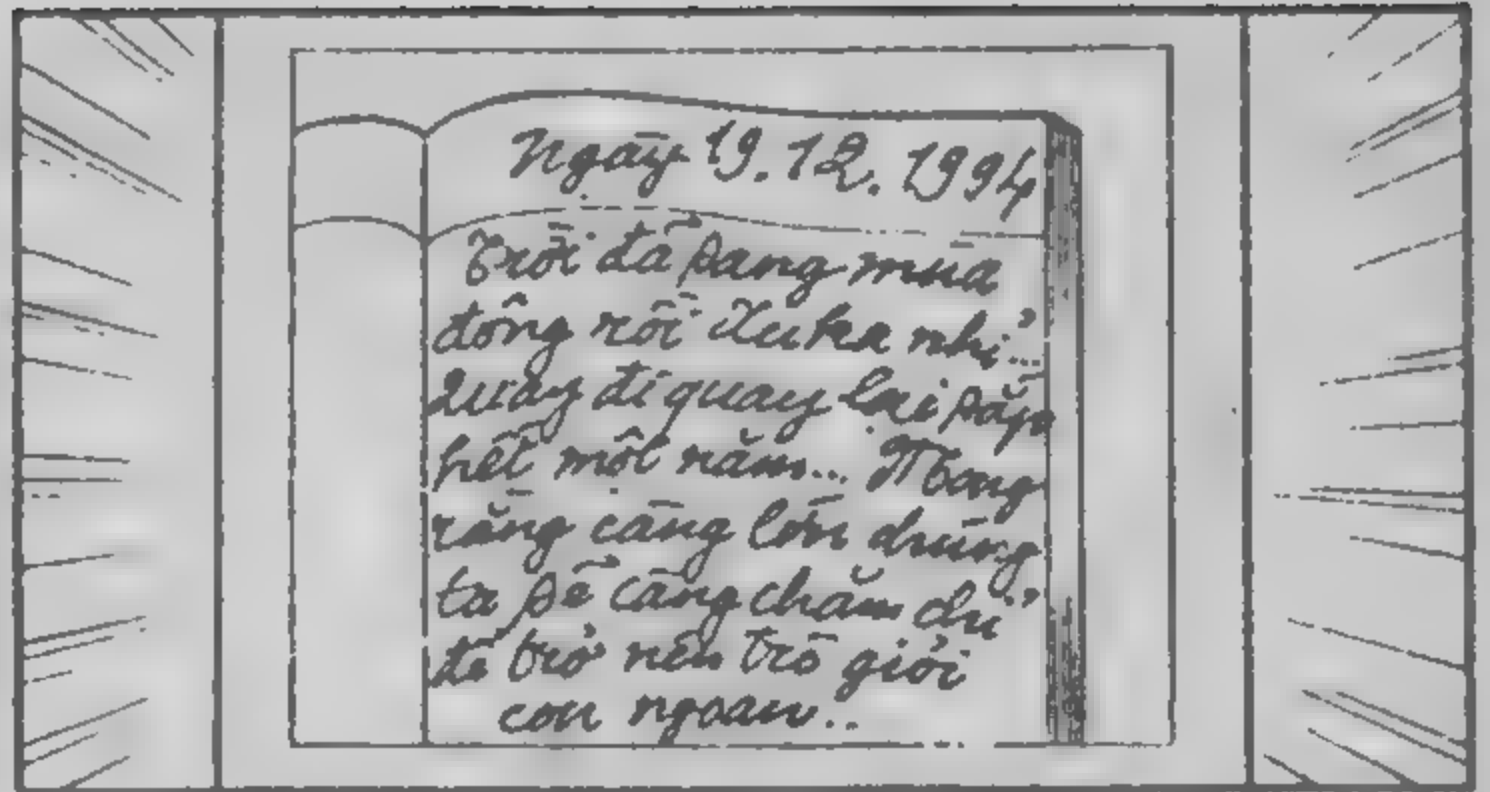 Ngày 19.12.1994
Trời đã sang mùa
đông rồi Xuka nhỉ...
Quay đi quay lại sắp
hết một năm... Mong
rằng càng lớn chúng
ta sẽ càng chăm chỉ
để trở nên trò giỏi
con ngoan..